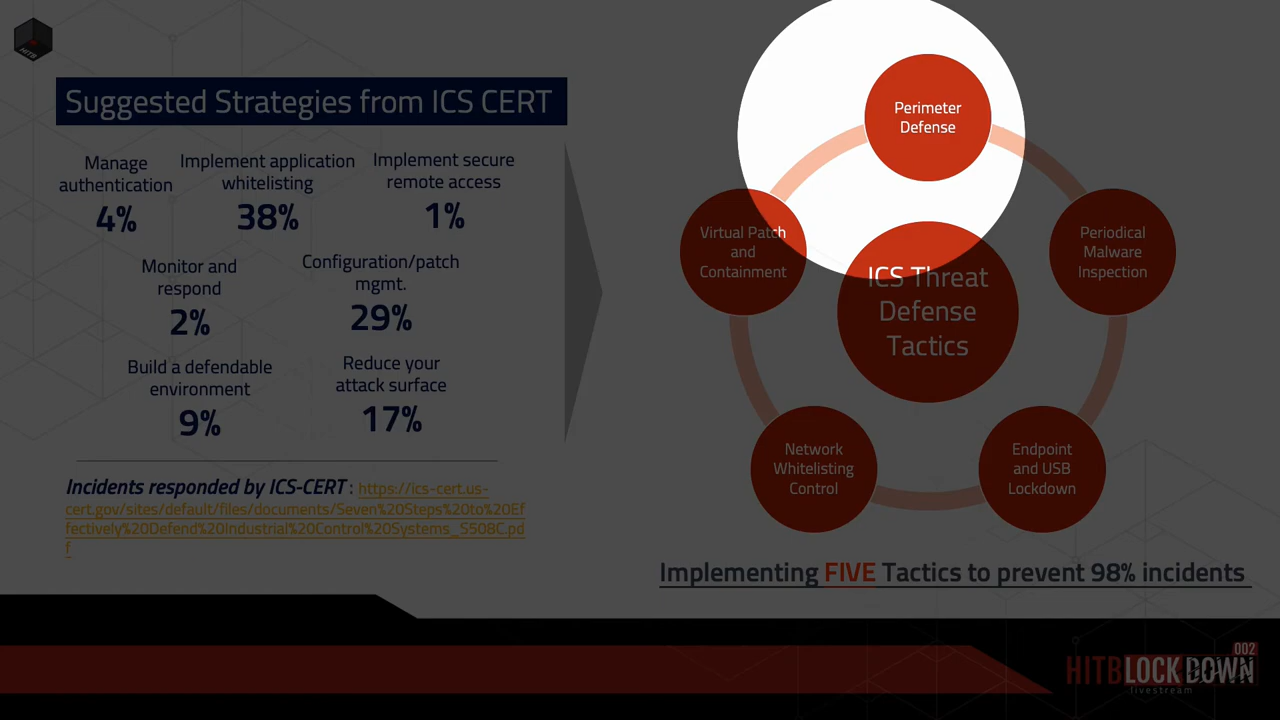 HITB
Suggested Strategies from ICS CERT
Manage
authentication
4%
Implement application
whitelisting
38%
Implement secure
remote access
1%
Monitor and
respond
2%
Configuration/patch
mgmt.
29%
Build a defendable
environment
9%
Reduce your
attack surface
17%
Incidents responded by ICS-CERT : https://ics-cert.us-
cert.gov/sites/default/files/documents/Seven%20Steps%20to%20Ef
fectively%20Defend%20Industrial%20Control%20Systems_S508C.pd
f
Perimeter
Defense
Virtual Patch
and
Containment
Periodical
Malware
Inspection
ICS Threat
Defense
Tactics
Network
Whitelisting
Control
Endpoint
and USB
Lockdown
Implementing FIVE Tactics to prevent 98% incidents
002
HITBLOCKDOWN
livestream